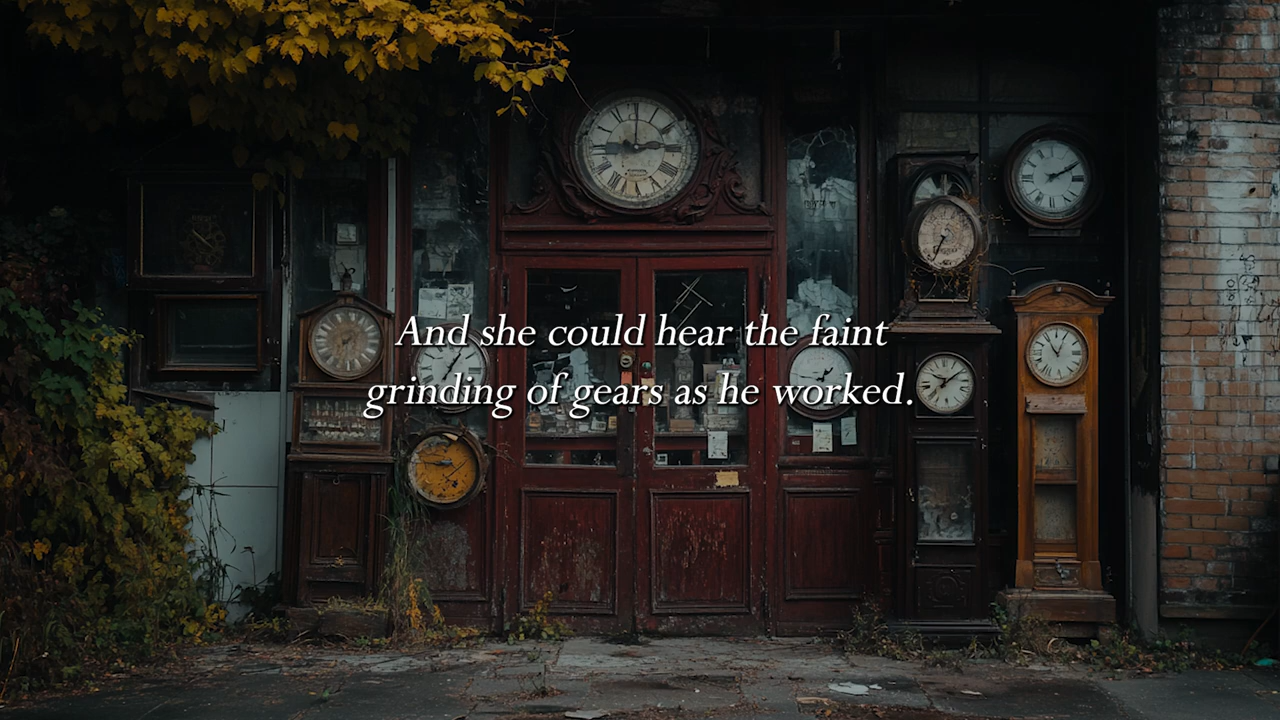 And she could hear the faint
grinding of gears as he worked.